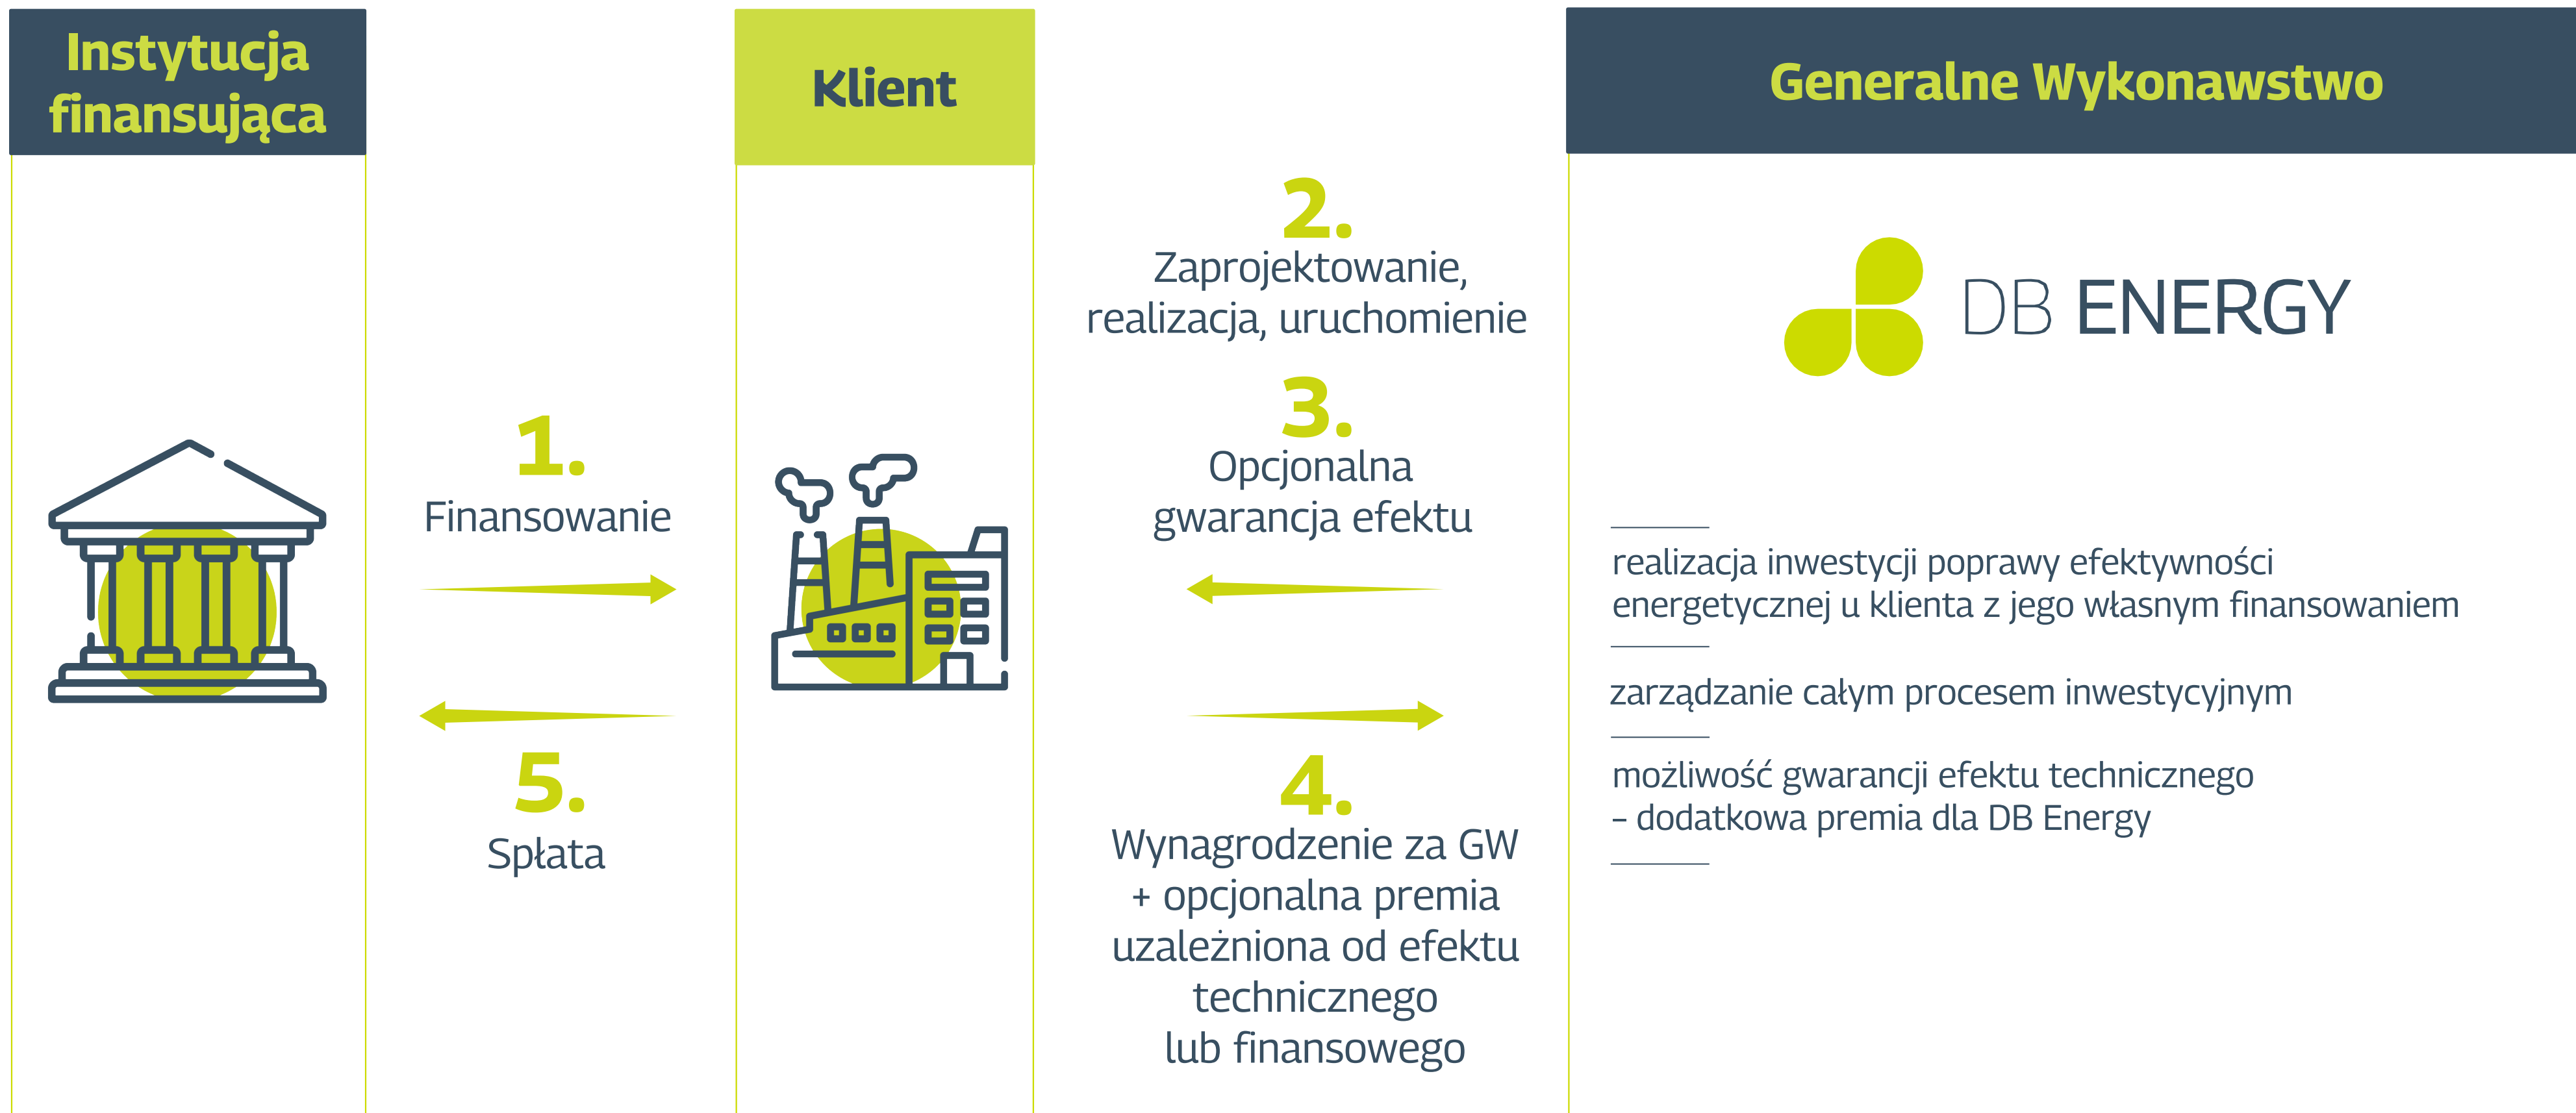 Instytucja
finansująca
Klient
Generalne Wykonawstwo
1.
Finansowanie
5.
Spłata
2.
Zaprojektowanie,
realizacja, uruchomienie
3.
Opcjonalna
gwarancja efektu
4.
Wynagrodzenie za GW
+ opcjonalna premia
uzależniona od efektu
technicznego
lub finansowego
DB ENERGY
realizacja inwestycji poprawy efektywności
energetycznej u klienta z jego własnym finansowaniem
zarządzanie całym procesem inwestycyjnym
możliwość gwarancji efektu technicznego
– dodatkowa premia dla DB Energy